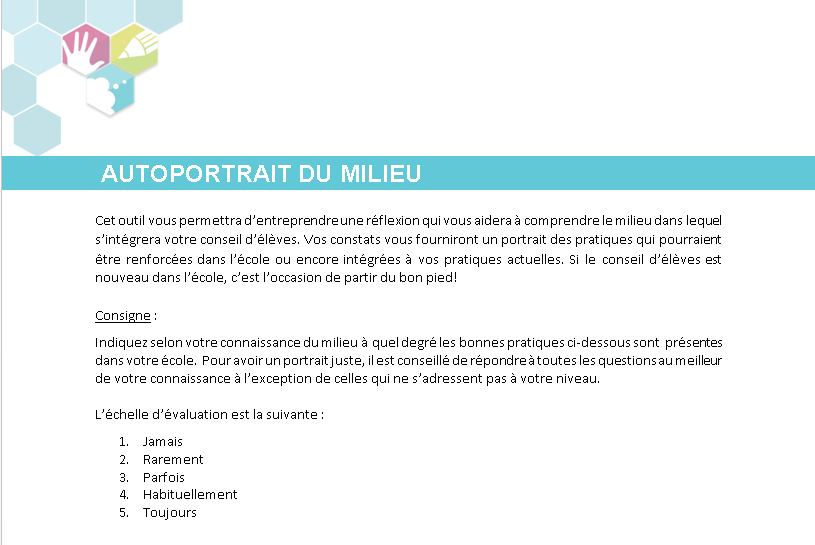 AUTOPORTRAIT DU MILIEU
Cet outil vous permettra d'entreprendre une réflexion qui vous aidera à comprendre le milieu dans lequel
s'intégrera votre conseil d'élèves. Vos constats vous fourniront un portrait des pratiques qui pourraient
être renforcées dans l'école ou encore intégrées à vos pratiques actuelles. Si le conseil d'élèves est
nouveau dans l'école, c'est l'occasion de partir du bon pied!
Consigne :
Indiquez selon votre connaissance du milieu à quel degré les bonnes pratiques ci-dessous sont présentes
dans votre école. Pour avoir un portrait juste, il est conseillé de répondre à toutes les questions au meilleur
de votre connaissance à l'exception de celles qui ne s'adressent pas à votre niveau.
L'échelle d'évaluation est la suivante :
1. Jamais
2. Rarement
3. Parfois
4. Habituellement
5. Toujours